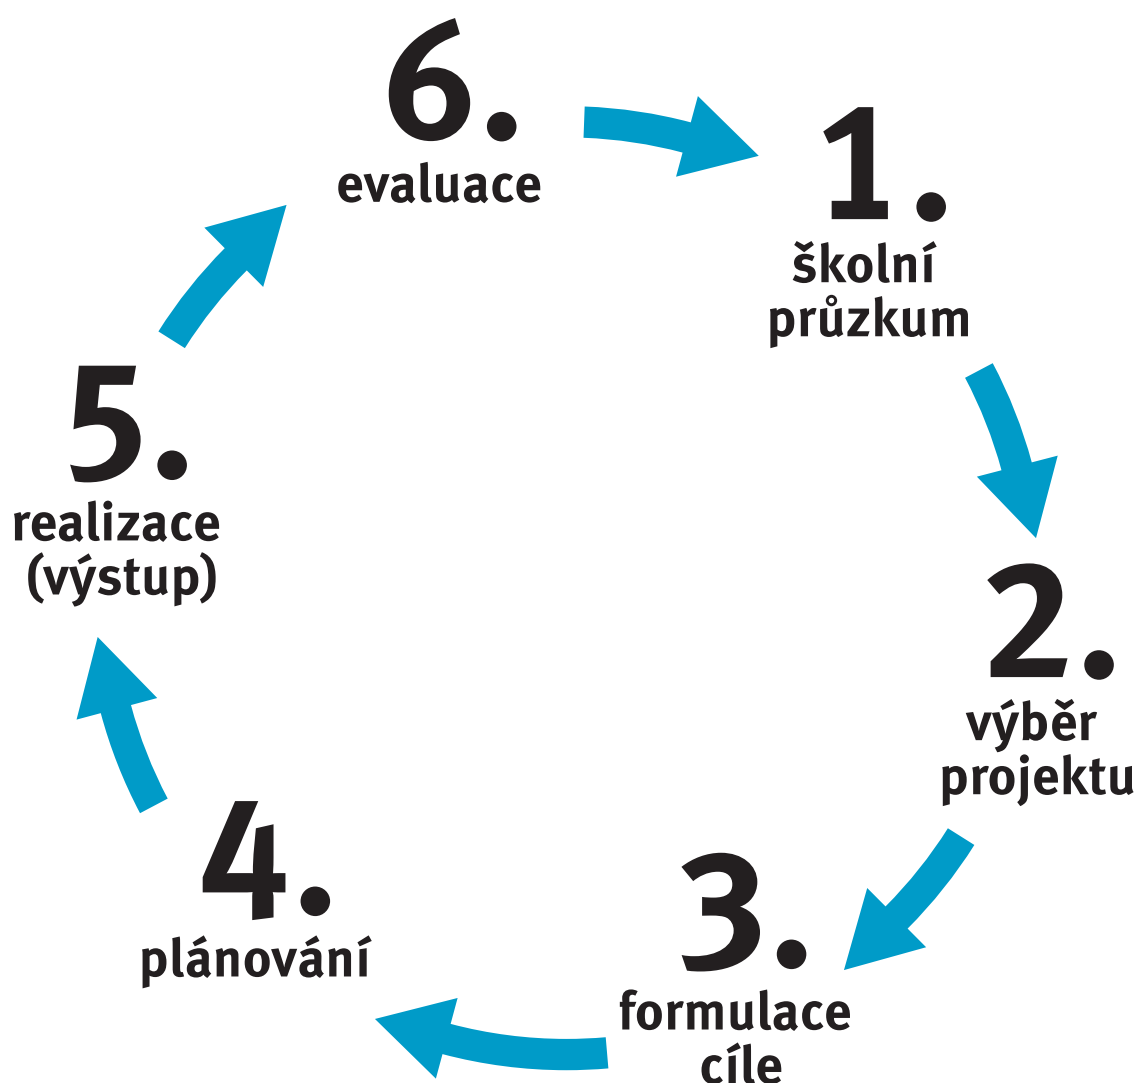 1.
školní
průzkum
2.
výběr
projektu
3.
formulace
cíle
4.
plánování
5.
realizace
(výstup)
6.
evaluace